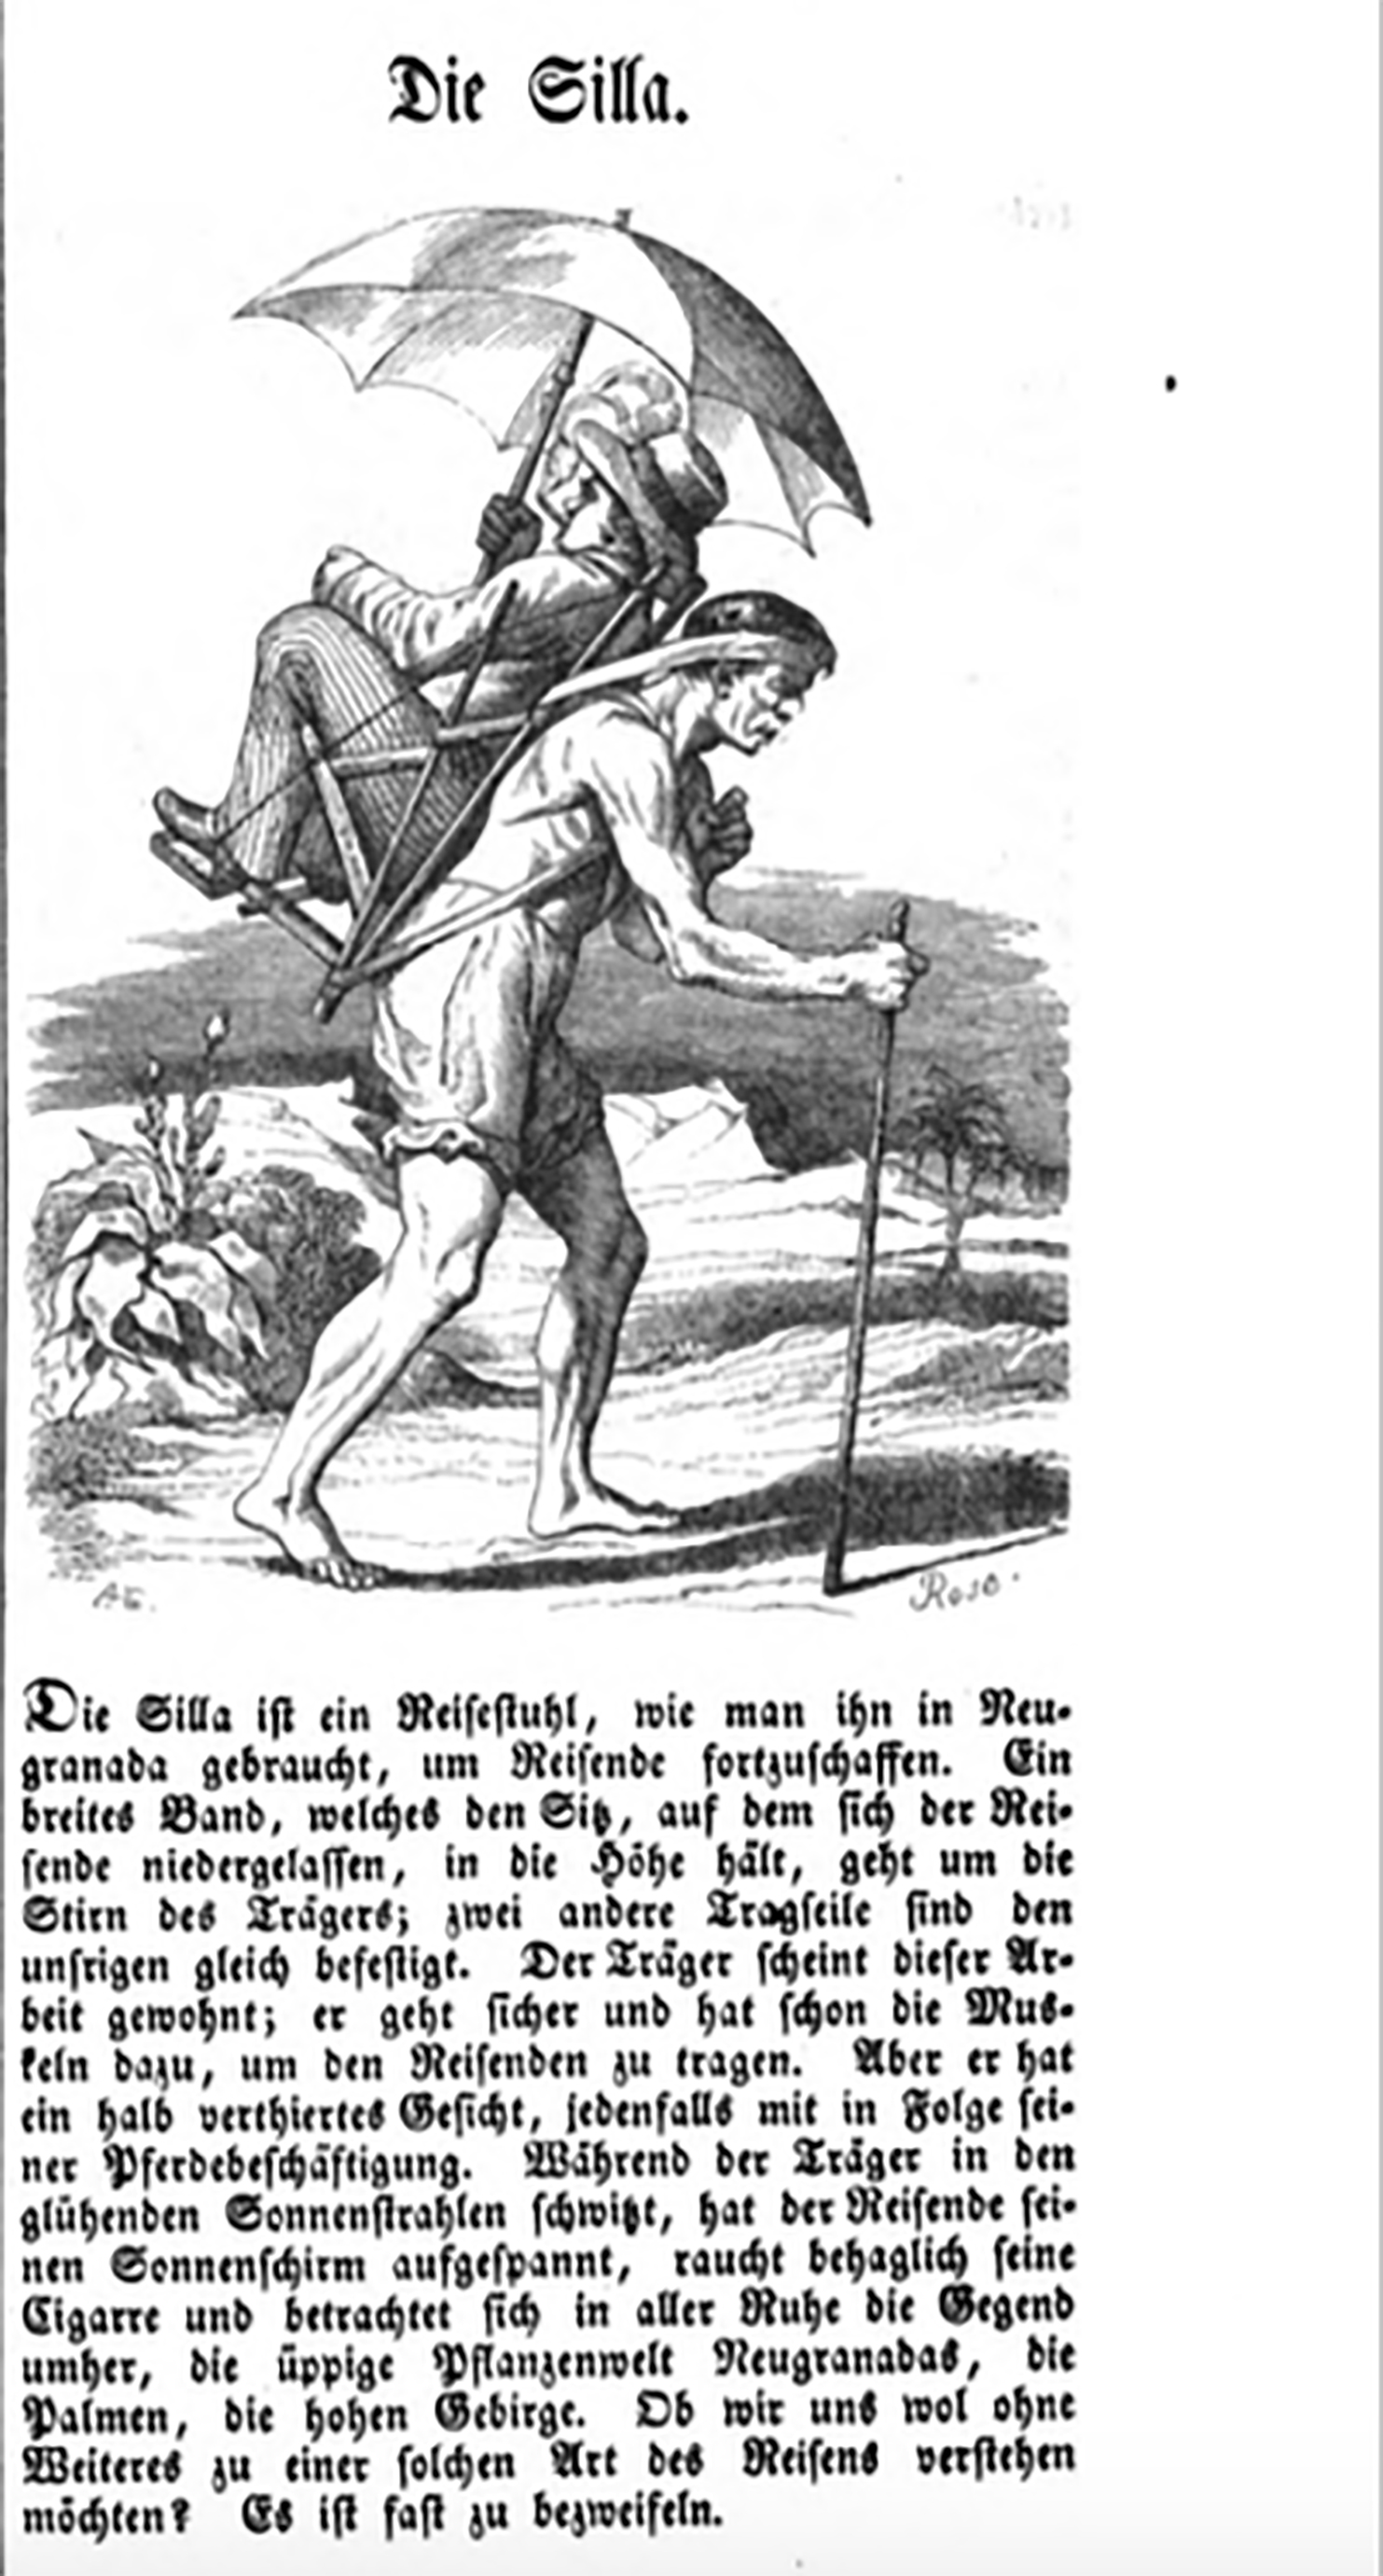 Die Silla.
A. E.
Rose.
Die Silla ist ein Reisestuhl, wie man ihn in Neu-
granada gebraucht, um Reisende fortzuschaffen. Ein
breites Band, welches den Sitz, auf dem sich der Rei-
sende niedergelassen, in die Höhe hält, geht um die
Stirn des Trägers; zwei andere Tragseile sind den
unsrigen gleich befestigt. Der Träger scheint dieser Ar-
beit gewohnt; er geht sicher und hat schon die Mus-
keln dazu, um den Reisenden zu tragen. Aber er hat
ein halb verthiertes Gesicht, jedenfalls mit in Folge sei-
ner Pferdebeschäftigung. Während der Träger in den
glühenden Sonnenstrahlen schwitzt, hat der Reisende sei-
nen Sonnenschirm aufgespannt, raucht behaglich seine
Cigarre und betrachtet sich in aller Ruhe die Gegend
umher, die üppige Pflanzenwelt Neugranadas, die
Palmen, die hohen Gebirge. Ob wir uns wol ohne
Weiteres zu einer solchen Art des Reisens verstehen
möchten? Es ist fast zu bezweifeln.